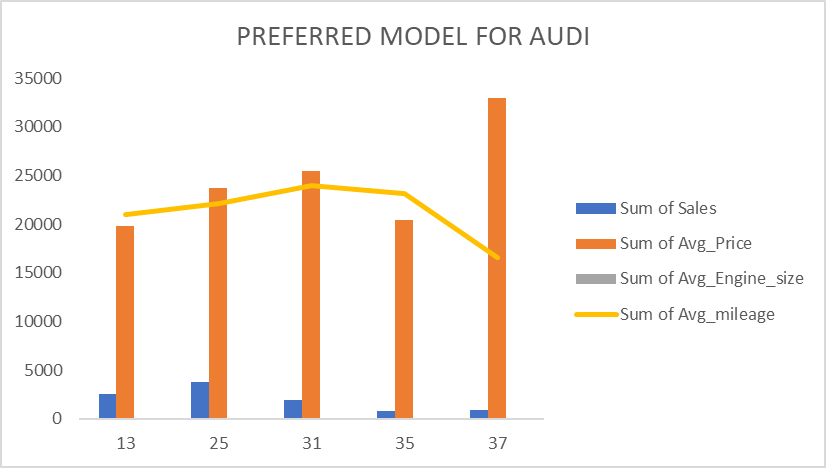 PREFERRED MODEL FOR AUDI
35000
30000
25000
20000
15000
10000
5000
0
13 25 31 35 37
Sum of Sales
Sum of Avg_Price
Sum of Avg_Engine_size
Sum of Avg_mileage